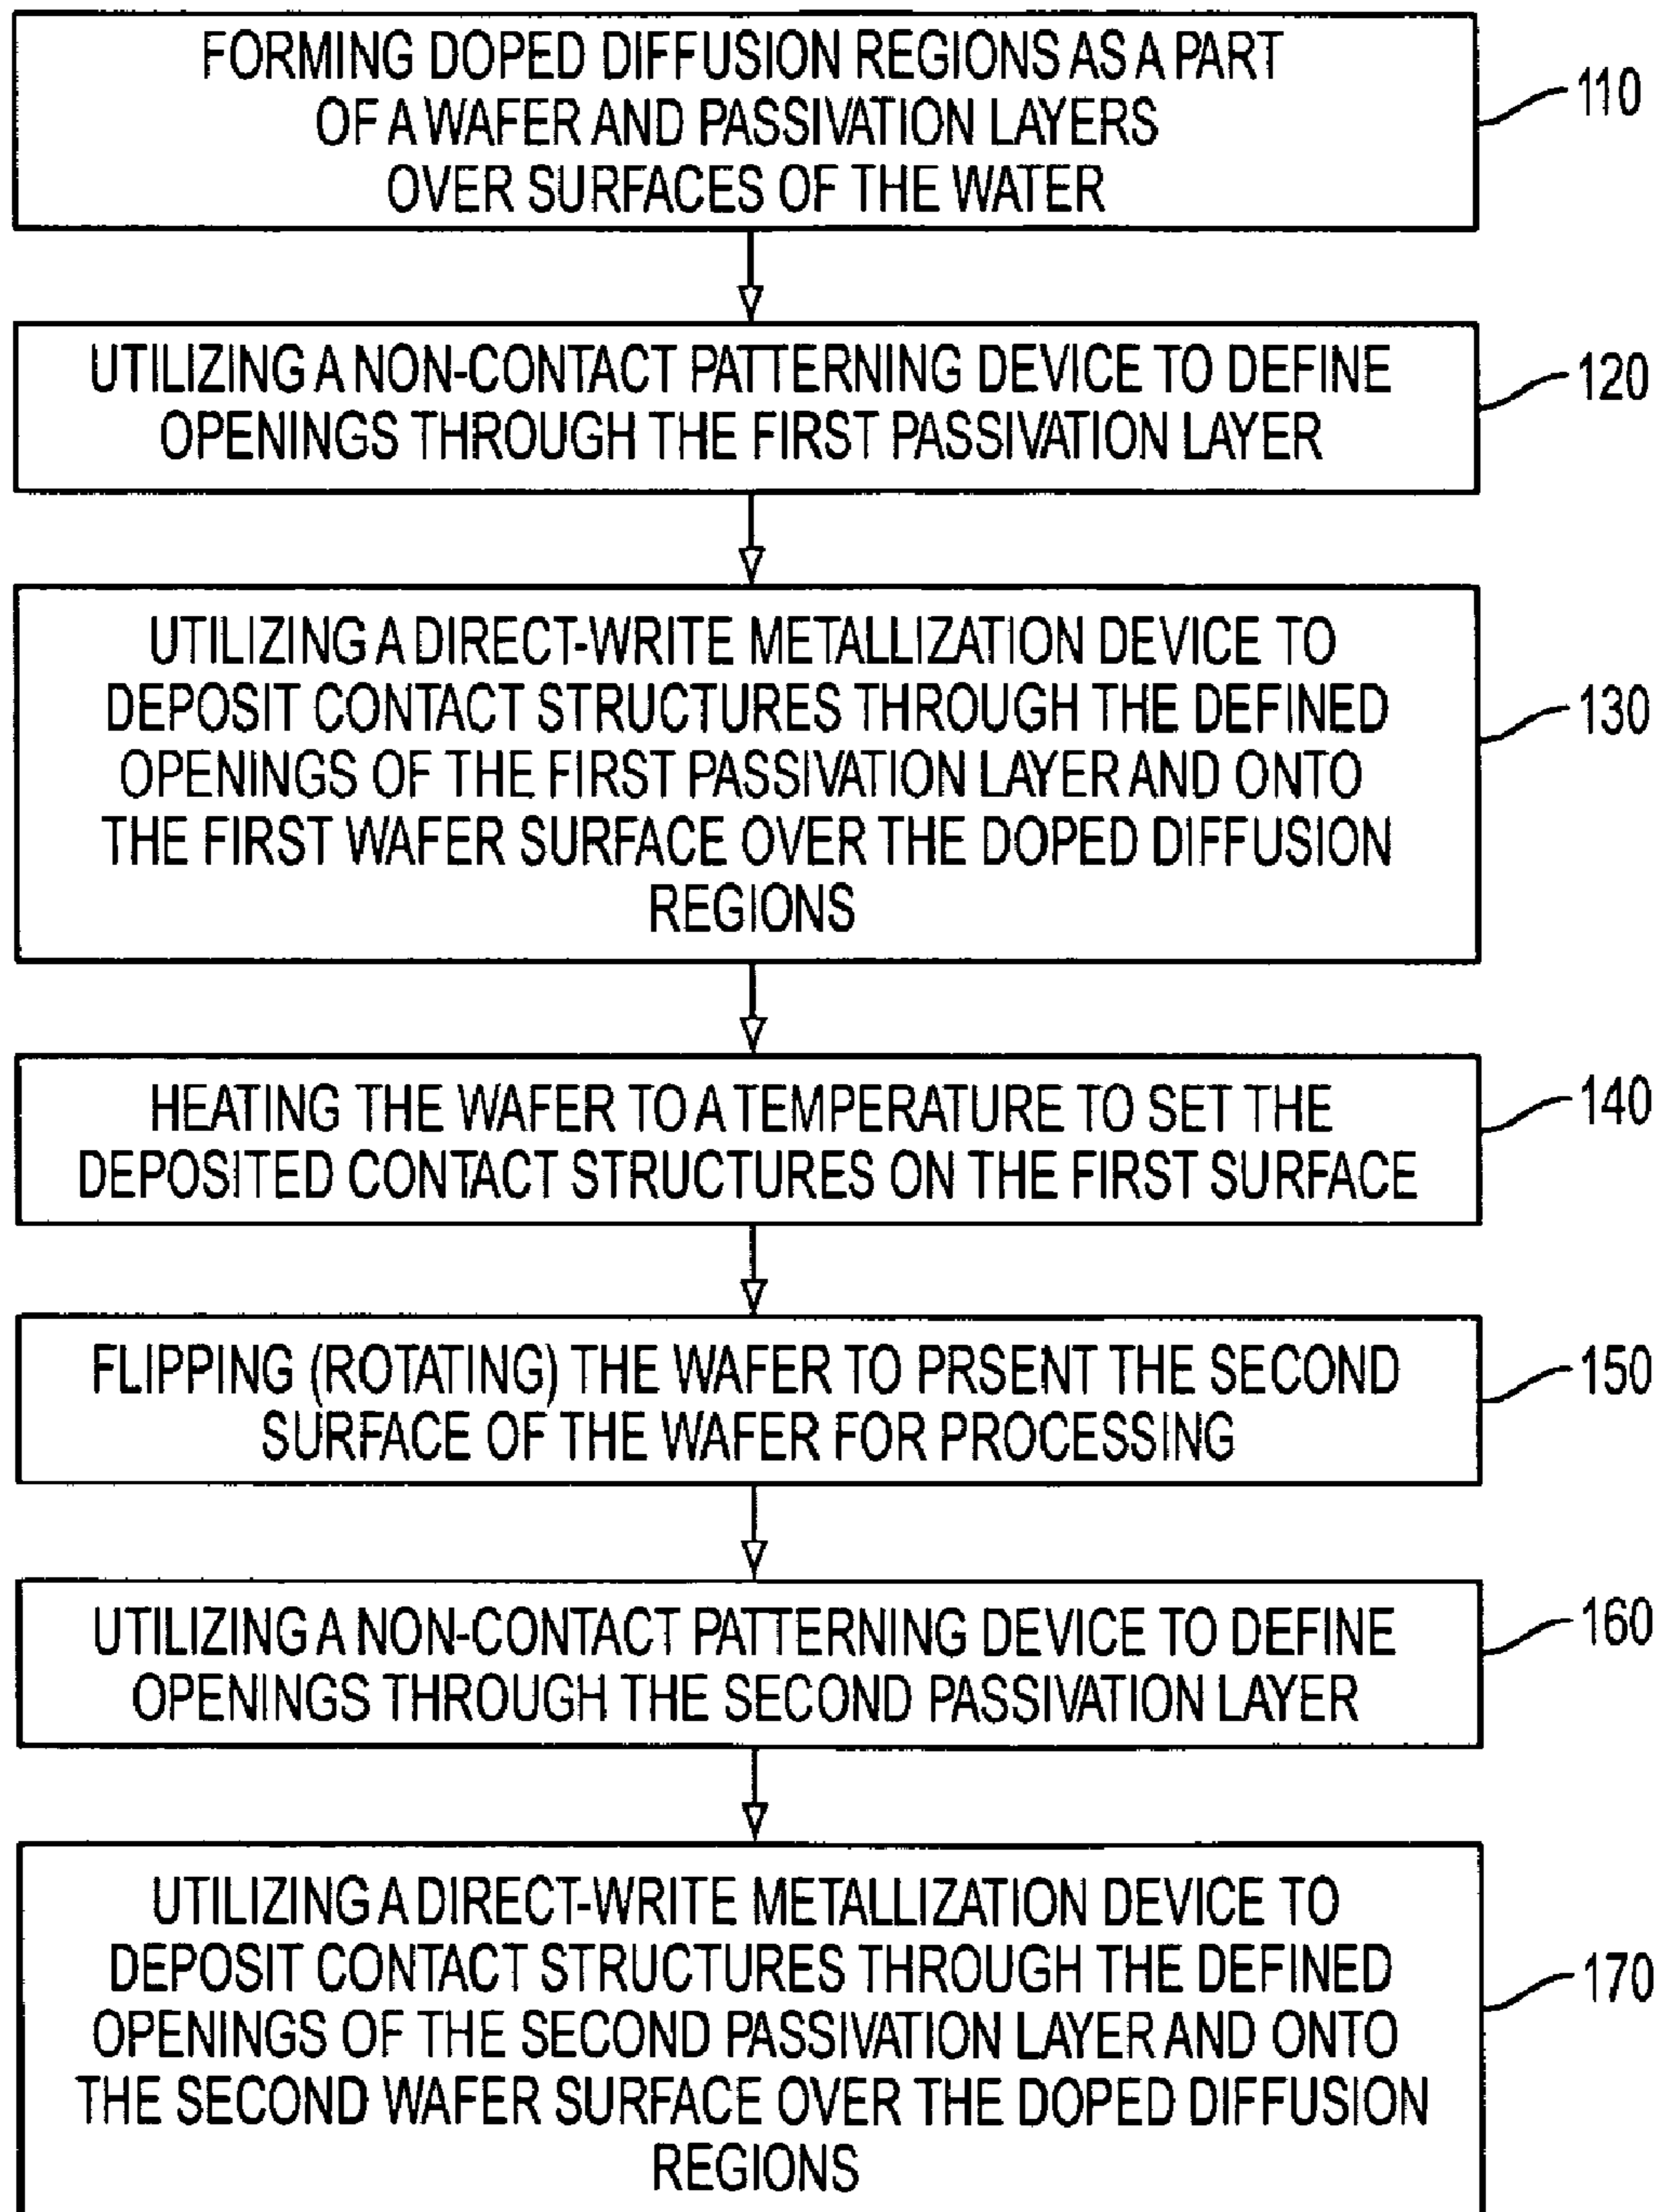 FORMING DOPED DIFFUSION REGIONS AS A PART
OF A WAFER AND PASSIVATION LAYERS
OVER SURFACES OF THE WATER
110
UTILIZING A NON-CONTACT PATTERNING DEVICE TO DEFINE
OPENINGS THROUGH THE FIRST PASSIVATION LAYER
120
UTILIZING A DIRECT-WRITE METALLIZATION DEVICE TO
DEPOSIT CONTACT STRUCTURES THROUGH THE DEFINED
OPENINGS OF THE FIRST PASSIVATION LAYER AND ONTO
THE FIRST WAFER SURFACE OVER THE DOPED DIFFUSION
REGIONS
130
HEATING THE WAFER TO A TEMPERATURE TO SET THE
DEPOSITED CONTACT STRUCTURES ON THE FIRST SURFACE
140
FLIPPING (ROTATING) THE WAFER TO PRSENT THE SECOND
SURFACE OF THE WAFER FOR PROCESSING
150
UTILIZING A NON-CONTACT PATTERNING DEVICE TO DEFINE
OPENINGS THROUGH THE SECOND PASSIVATION LAYER
160
UTILIZING A DIRECT-WRITE METALLIZATION DEVICE TO
DEPOSIT CONTACT STRUCTURES THROUGH THE DEFINED
OPENINGS OF THE SECOND PASSIVATION LAYER AND ONTO
THE SECOND WAFER SURFACE OVER THE DOPED DIFFUSION
REGIONS
170